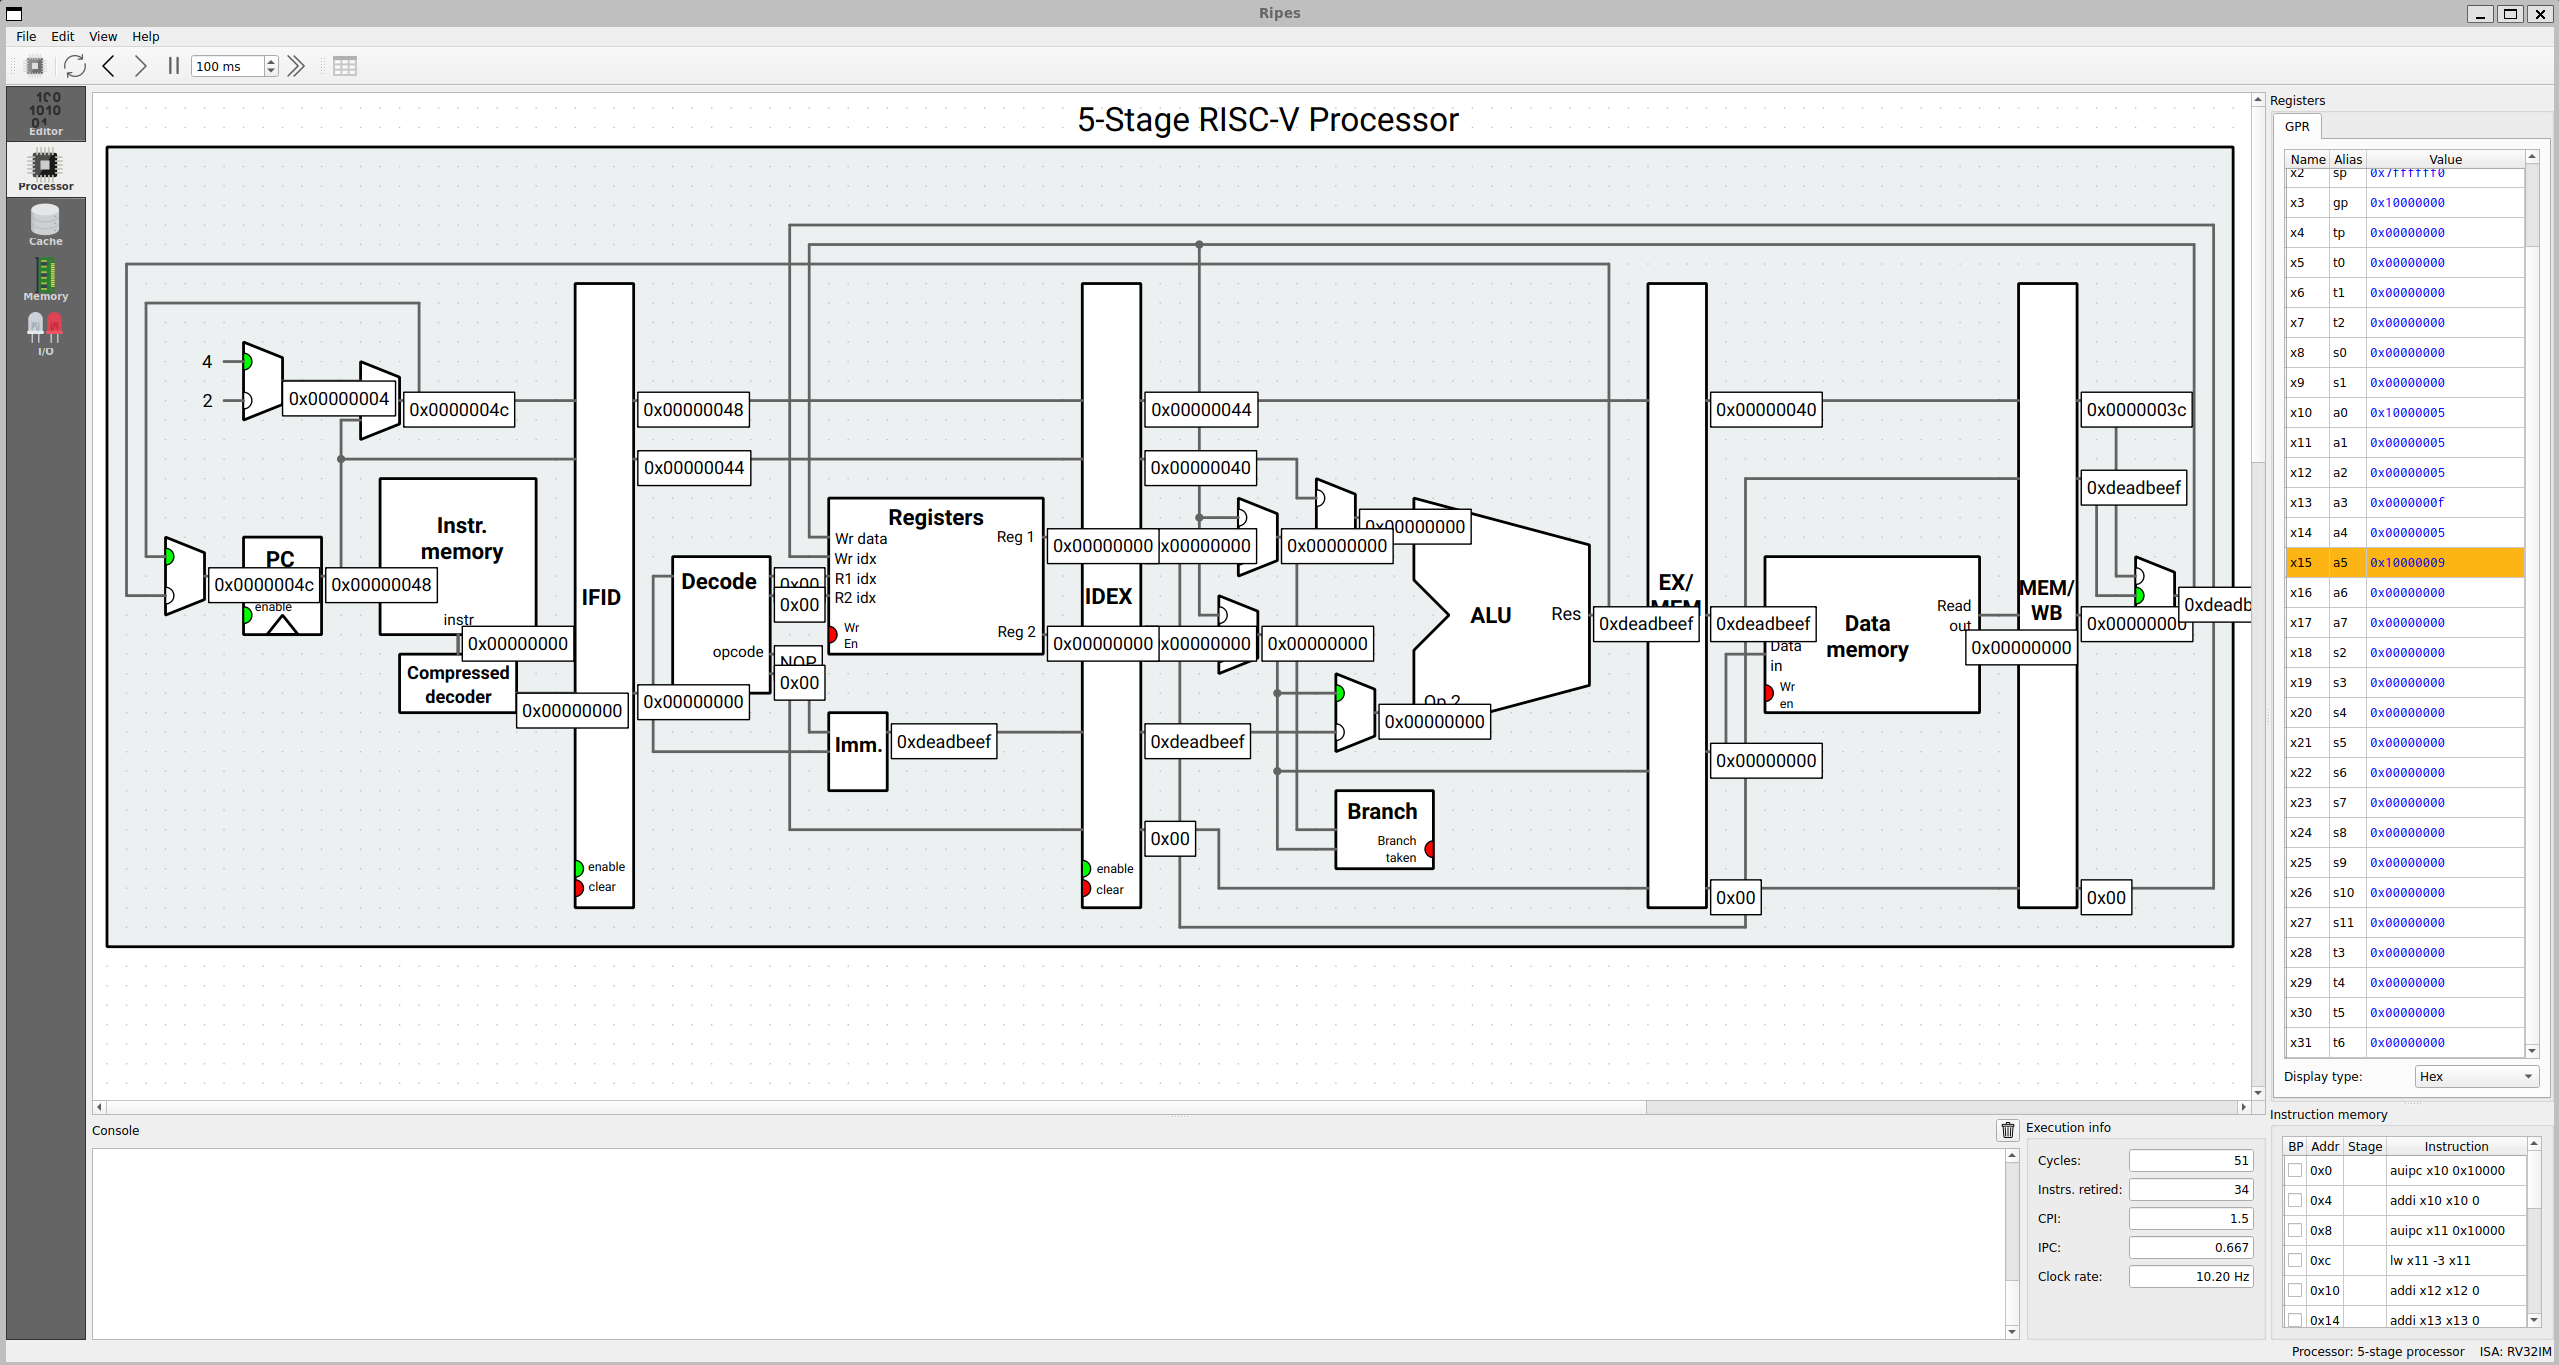 Ripes
File Edit View Help
100 ms
Editor
Processor
Cache
Memory
I/O
5-Stage RISC-V Processor
4
2
0x00000004
0x0000004c
0x00000048
0x00000044
0x00000044
0x00000040
0x00000040
0x0000003c
0xdeadbeef
Instr.
memory
instr
PC
enable
0x0000004c
0x00000048
0x00000000
Compressed
decoder
0x00000000
IFID
enable
clear
Decode
opcode
0x00
0x00
NOP
0x00
0x00000000
Registers
Wr data
Wr idx
R1 idx
R2 idx
Wr
En
Reg 1
Reg 2
0x00000000
x00000000
0x00000000
0x00000000
0x00000000
x00000000
0x00000000
Imm.
0xdeadbeef
IDEX
enable
clear
0xdeadbeef
0x00
ALU
Res
Op 2
0x00000000
0xdeadbeef
Branch
Branch
taken
EX/
MEM
0xdeadbeef
0x00000000
0x00
Data
memory
Data
in
Wr
en
Read
out
0x00000000
MEM/
WB
0x00000000
0xdeadb
0x00
Registers
GPR
Name Alias Value
x2 sp 0x7ffffff0
x3 gp 0x10000000
x4 tp 0x00000000
x5 t0 0x00000000
x6 t1 0x00000000
x7 t2 0x00000000
x8 s0 0x00000000
x9 s1 0x00000000
x10 a0 0x10000005
x11 a1 0x00000005
x12 a2 0x00000005
x13 a3 0x0000000f
x14 a4 0x00000005
x15 a5 0x10000009
x16 a6 0x00000000
x17 a7 0x00000000
x18 s2 0x00000000
x19 s3 0x00000000
x20 s4 0x00000000
x21 s5 0x00000000
x22 s6 0x00000000
x23 s7 0x00000000
x24 s8 0x00000000
x25 s9 0x00000000
x26 s10 0x00000000
x27 s11 0x00000000
x28 t3 0x00000000
x29 t4 0x00000000
x30 t5 0x00000000
x31 t6 0x00000000
Display type: Hex
Console
Execution info
Cycles: 51
Instrs. retired: 34
CPI: 1.5
IPC: 0.667
Clock rate: 10.20 Hz
Instruction memory
BP Addr Stage Instruction
0x0 auipc x10 0x10000
0x4 addi x10 x10 0
0x8 auipc x11 0x10000
0xc lw x11 -3 x11
0x10 addi x12 x12 0
0x14 addi x13 x13 0
Processor: 5-stage processor ISA: RV32IM